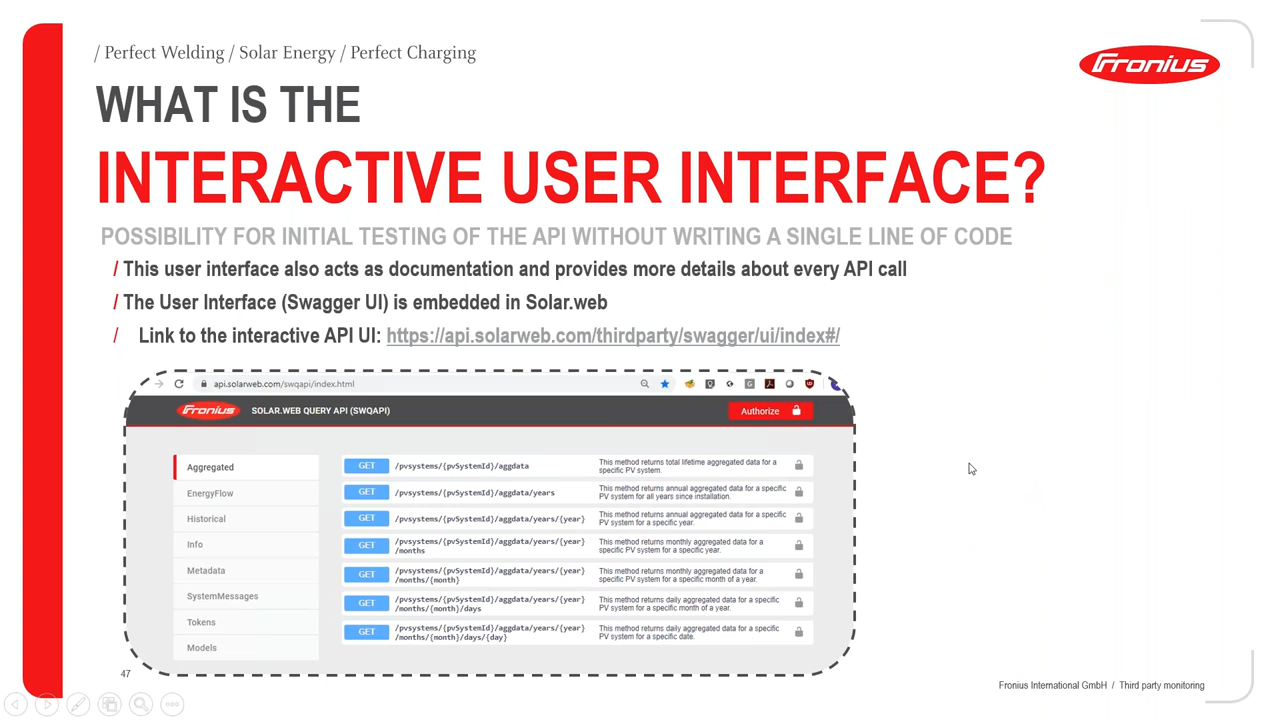 / Perfect Welding / Solar Energy / Perfect Charging
Fronius
WHAT IS THE
INTERACTIVE USER INTERFACE?
POSSIBILITY FOR INITIAL TESTING OF THE API WITHOUT WRITING A SINGLE LINE OF CODE
/ This user interface also acts as documentation and provides more details about every API call
/ The User Interface (Swagger UI) is embedded in Solar.web
/ Link to the interactive API UI: https://api.solarweb.com/thirdparty/swagger/ui/index#/
api.solarweb.com/swqapi/index.html
Fronius SOLAR.WEB QUERY API (SWQAPI) Authorize
Aggregated
EnergyFlow
Historical
Info
Metadata
SystemMessages
Tokens
Models
GET /pvsystems/{pvSystemId}/aggdata
This method returns total lifetime aggregated data for a
specific PV system.
GET /pvsystems/{pvSystemId}/aggdata/years
This method returns annual aggregated data for a specific
PV system for all years since installation.
GET /pvsystems/{pvSystemId}/aggdata/years/{year}
This method returns annual aggregated data for a specific
PV system for a specific year.
GET /pvsystems/{pvSystemId}/aggdata/years/{year}
/months
This method returns monthly aggregated data for a
specific PV system for a specific year.
GET /pvsystems/{pvSystemId}/aggdata/years/{year}
/months/{month}
This method returns monthly aggregated data for a
specific PV system for a specific month of a year.
GET /pvsystems/{pvSystemId}/aggdata/years/{year}
/months/{month}/days
This method returns daily aggregated data for a specific
PV system for a specific month of a year.
GET /pvsystems/{pvSystemId}/aggdata/years/{year}
/months/{month}/days/{day}
This method returns daily aggregated data for a specific
PV system for a specific date.
47
Fronius International GmbH / Third party monitoring